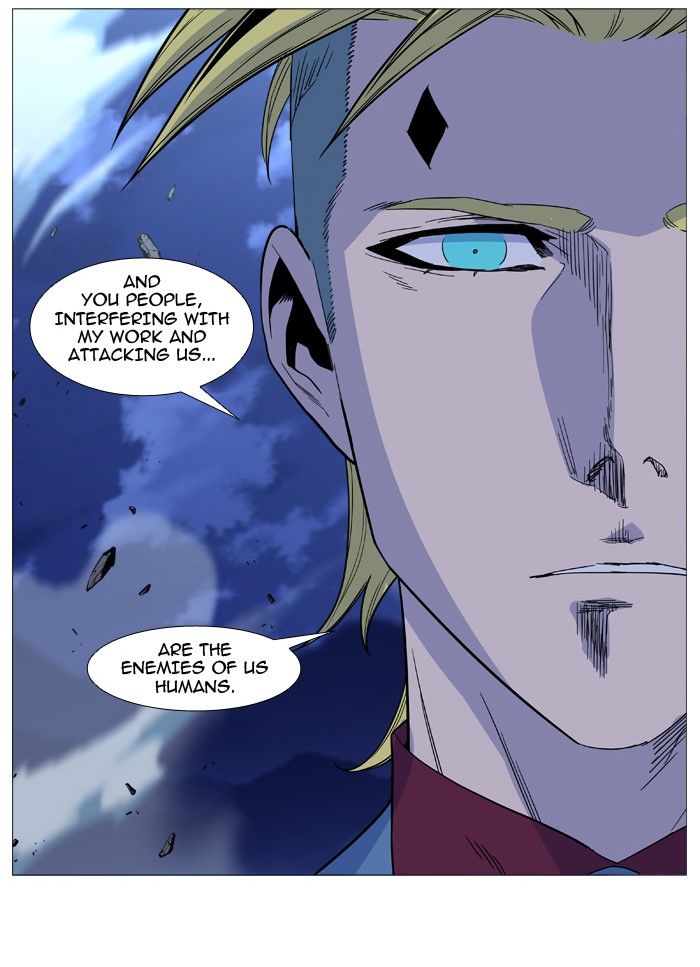 AND
YOU PEOPLE,
INTERFERING WITH
MY WORK AND
ATTACKING US...
ARE THE
ENEMIES OF US
HUMANS.